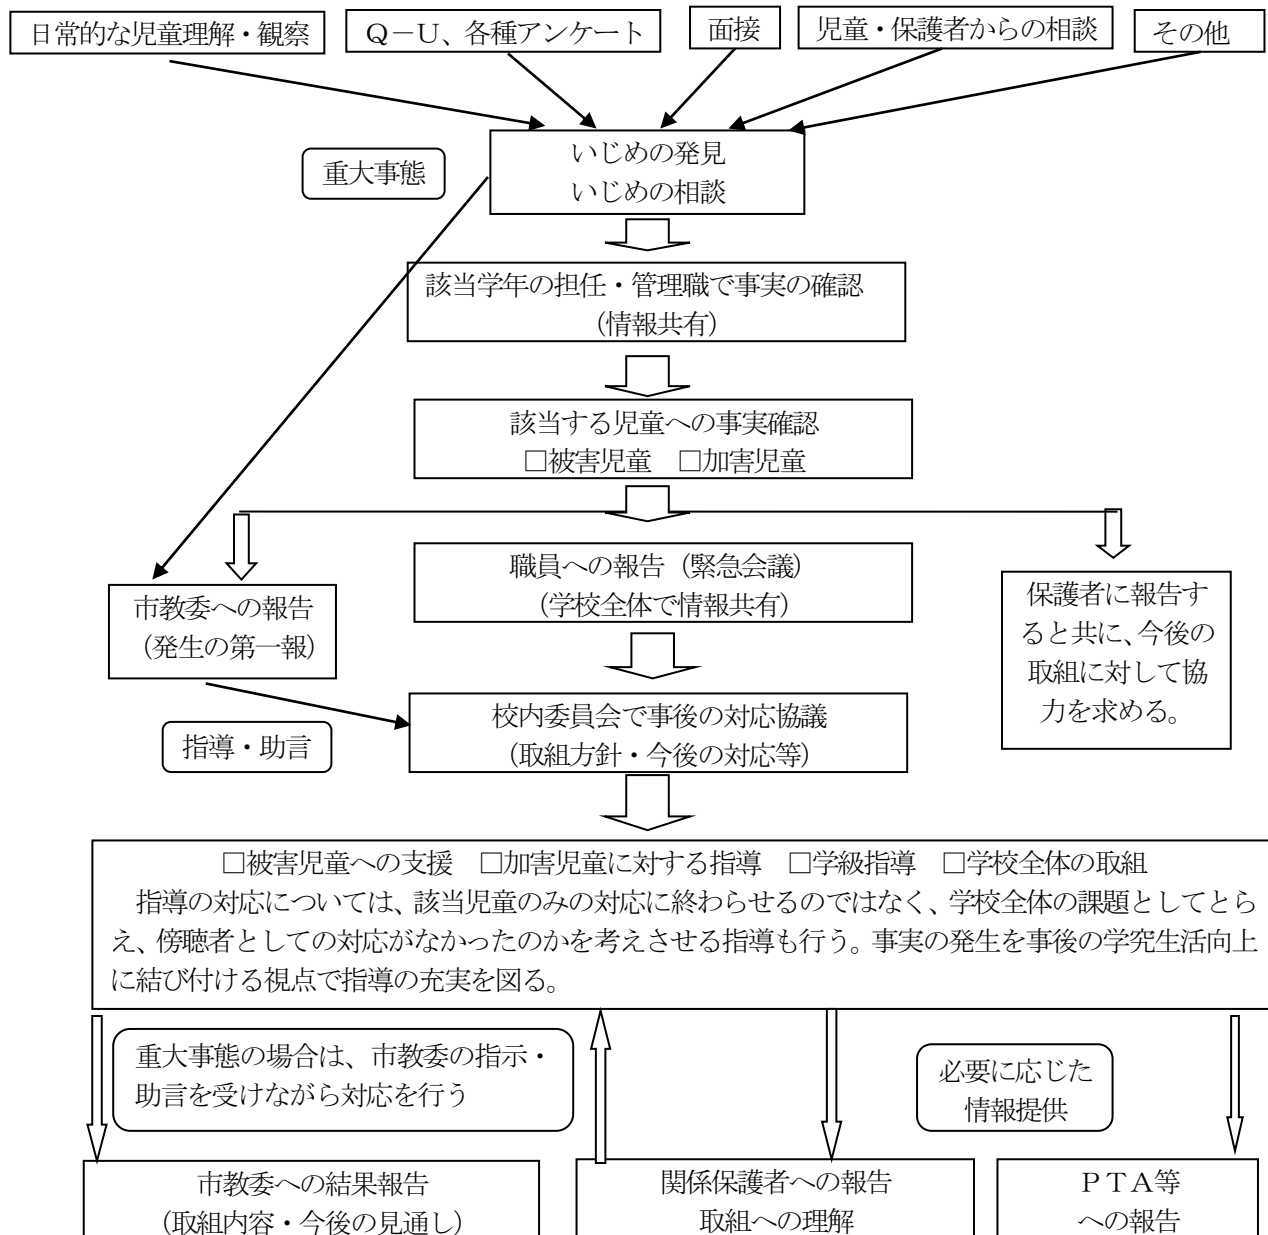 日常的な児童理解・観察
Ｑ－Ｕ、各種アンケート
面接
児童・保護者からの相談
その他
いじめの発見
いじめの相談
重大事態
該当学年の担任・管理職で事実の確認
（情報共有）
該当する児童への事実確認
□被害児童　□加害児童
職員への報告（緊急会議）
（学校全体で情報共有）
市教委への報告
（発生の第一報）
保護者に報告す
ると共に、今後の
取組に対して協
力を求める。
校内委員会で事後の対応協議
（取組方針・今後の対応等）
指導・助言
□被害児童への支援　□加害児童に対する指導　□学級指導　□学校全体の取組
指導の対応については、該当児童のみの対応に終わらせるのではなく、学校全体の課題としてとら
え、傍聴者としての対応がなかったのかを考えさせる指導も行う。事実の発生を事後の学究生活向上
に結び付ける視点で指導の充実を図る。
重大事態の場合は、市教委の指示・
助言を受けながら対応を行う
必要に応じた
情報提供
市教委への結果報告
（取組内容・今後の見通し）
関係保護者への報告
取組への理解
ＰＴＡ等
への報告